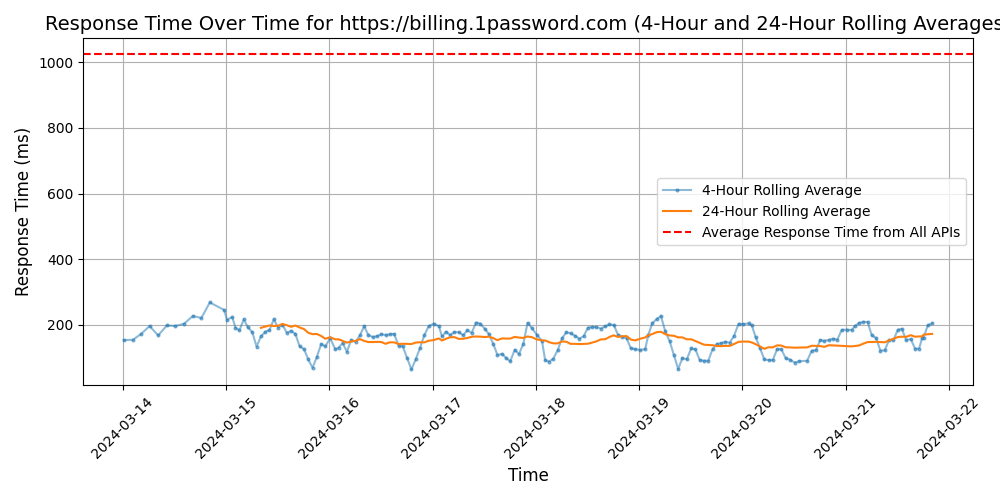 Response Time Over Time for https://billing.1password.com (4-Hour and 24-Hour Rolling Averages
Response Time (ms)
1000
800
600
400
200
4-Hour Rolling Average
24-Hour Rolling Average
Average Response Time from All APIs
2024-03-14
2024-03-15
2024-03-16
2024-03-17
2024-03-18
2024-03-19
2024-03-20
2024-03-21
2024-03-22
Time